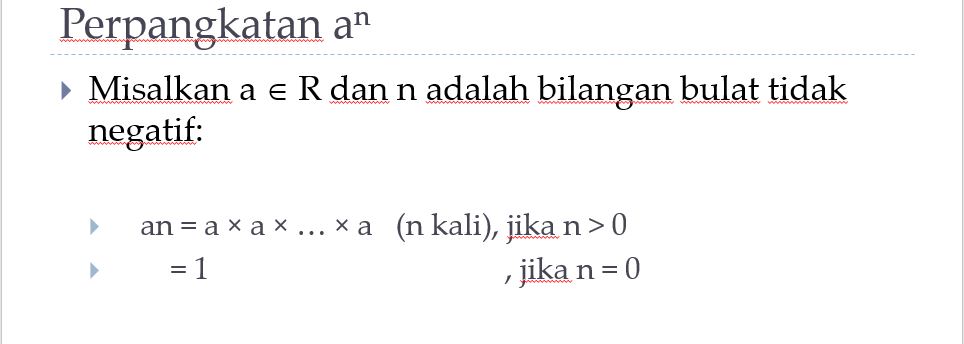 Perpangkatan aⁿ
Misalkan a ∈ R dan n adalah bilangan bulat tidak
negatif:
an = a × a × … × a (n kali), jika n > 0
= 1 , jika n = 0